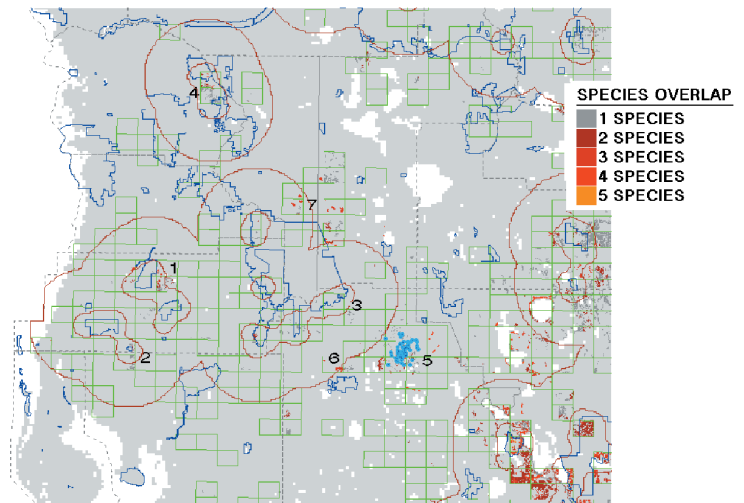 4
SPECIES OVERLAP
1 SPECIES
2 SPECIES
3 SPECIES
4 SPECIES
5 SPECIES
7
1
3
2
6
5